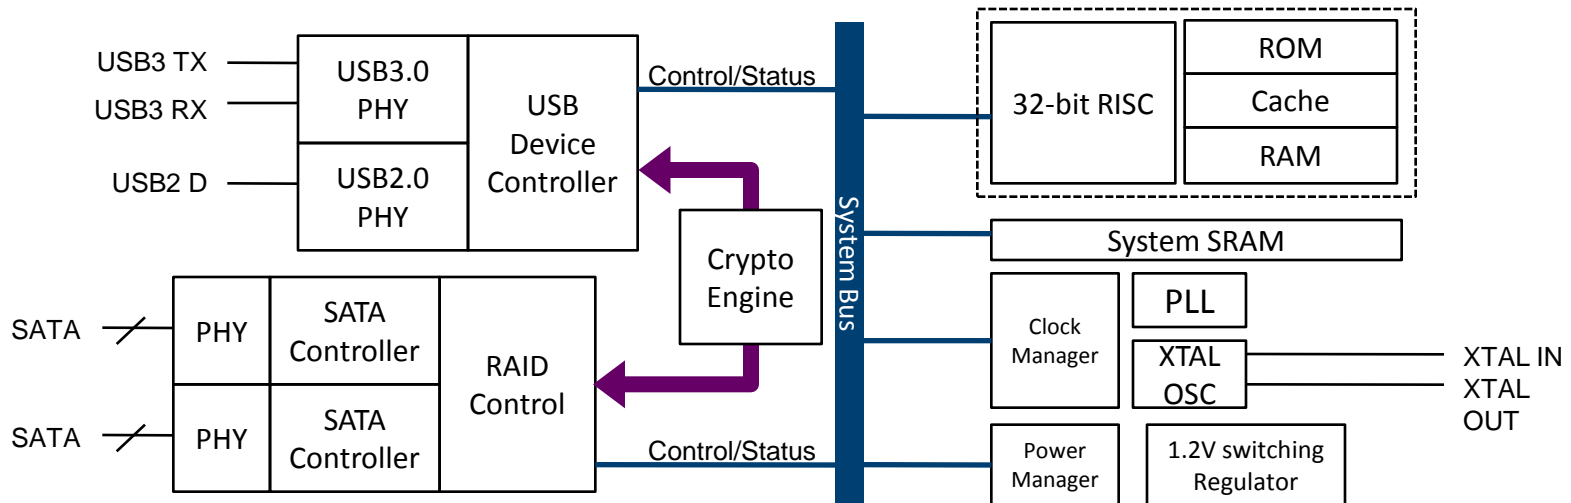 USB3 TX
USB3 RX
USB2 D
USB3.0
PHY
USB2.0
PHY
USB
Device
Controller
Control/Status
Crypto
Engine
SATA
PHY
SATA
Controller
SATA
PHY
SATA
Controller
RAID
Control
Control/Status
System Bus
32-bit RISC
ROM
Cache
RAM
System SRAM
Clock
Manager
PLL
XTAL
OSC
XTAL IN
XTAL
OUT
Power
Manager
1.2V switching
Regulator